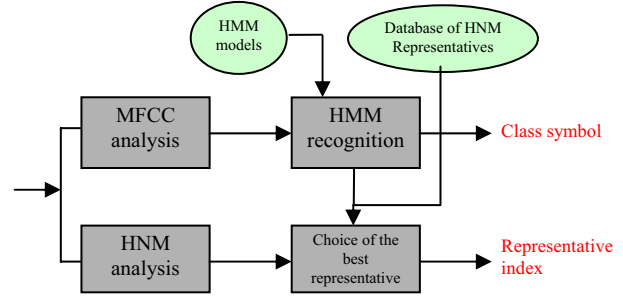 HMM
models
Database of HNM
Representatives
MFCC
analysis
HMM
recognition
Class symbol
HNM
analysis
Choice of the
best
representative
Representative
index